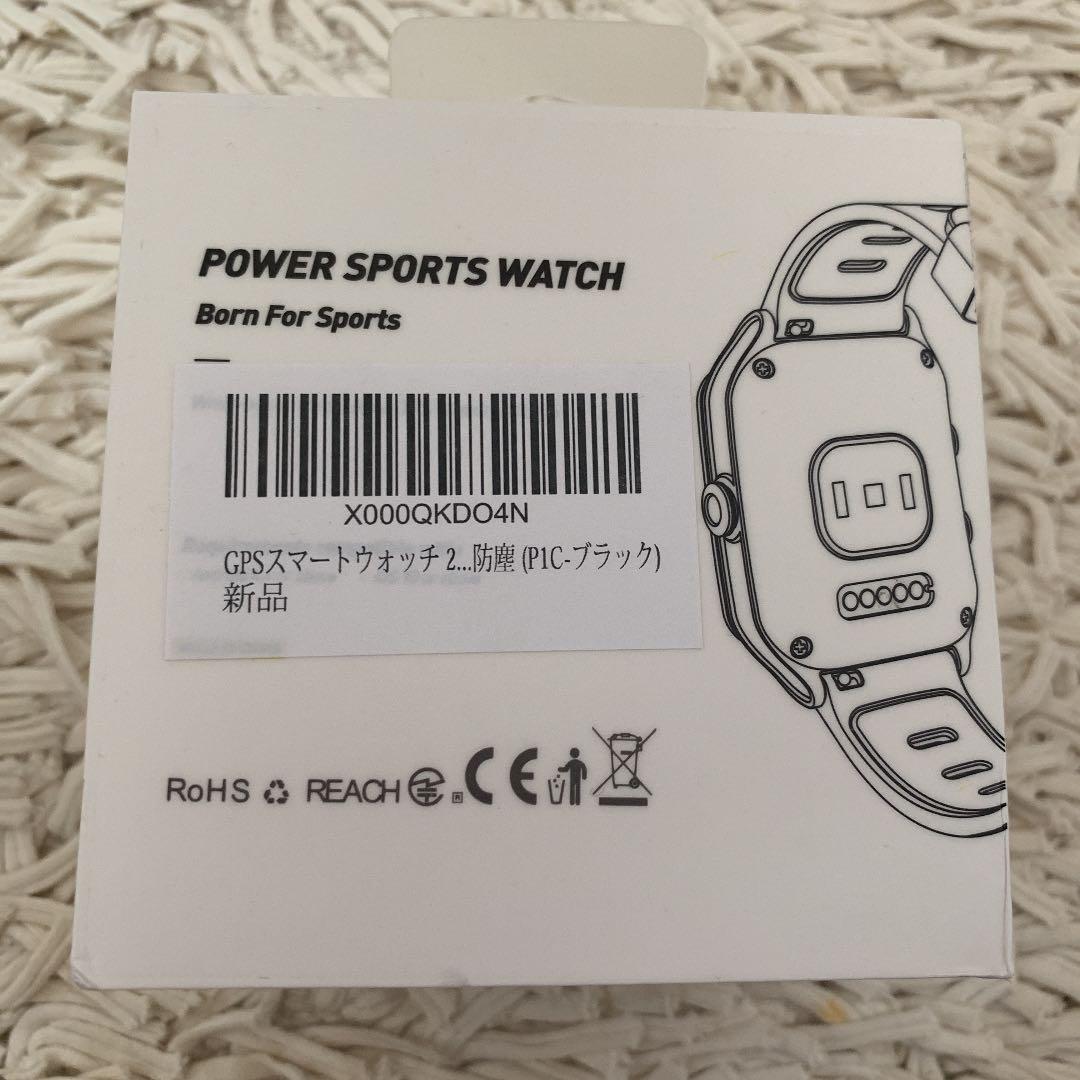 POWER SPORTS WATCH
Born For Sports
X000QKDO4N
GPSスマートウォッチ 2...防塵 (P1C-ブラック)
新品
RoHS REACH R CE